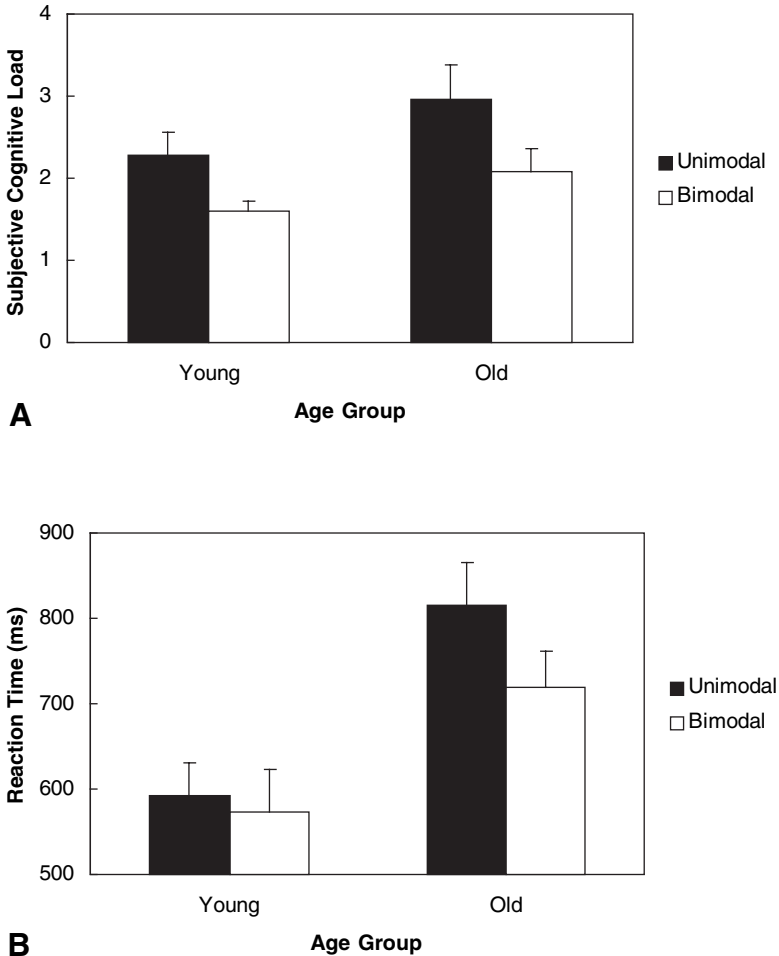 4
3
2
1
0
Subjective Cognitive Load
Young
Old
Age Group
Unimodal
Bimodal
A
900
800
700
600
500
Reaction Time (ms)
Young
Old
Age Group
Unimodal
Bimodal
B